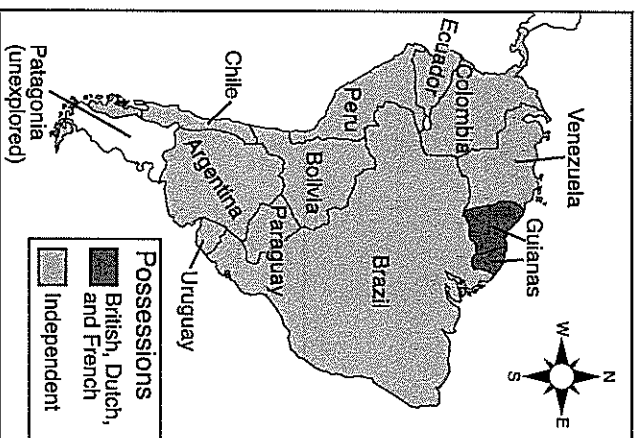 N
W
E
S
Venezuela
Guianas
Colombia
Ecuador
Peru
Brazil
Bolivia
Paraguay
Chile
Argentina
Uruguay
Patagonia
(unexplored)
Possessions
British, Dutch,
and French
Independent